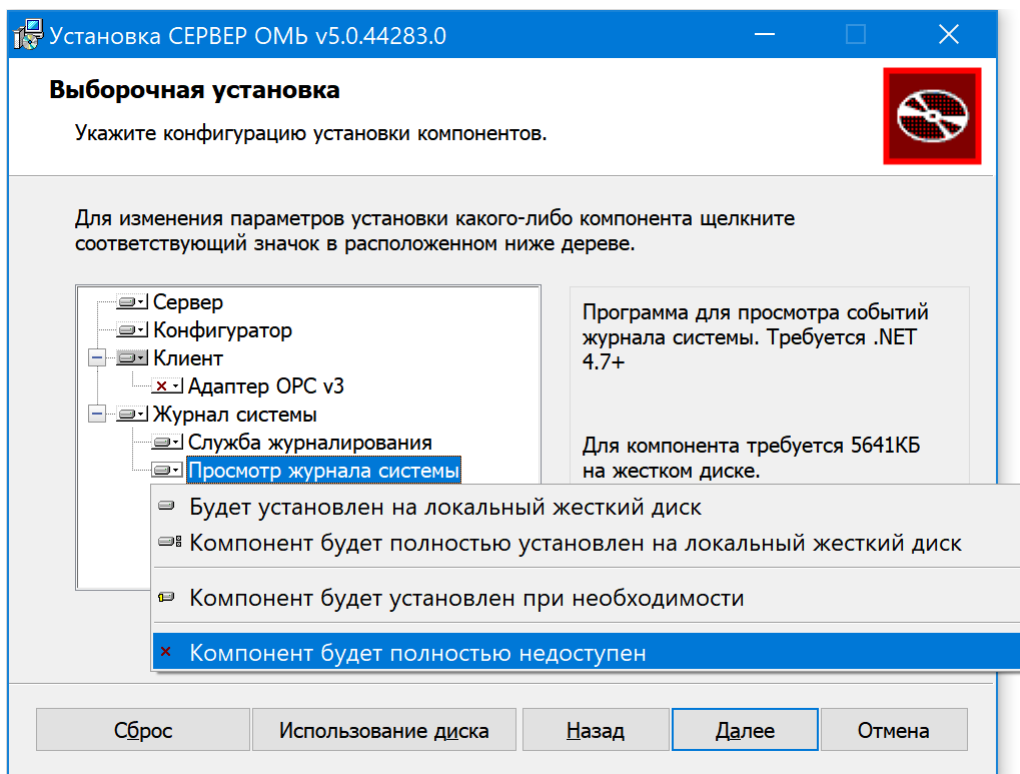 Установка СЕРВЕР ОМЬ v5.0.44283.0
Выборочная установка
Укажите конфигурацию установки компонентов.
Для изменения параметров установки какого-либо компонента щелкните
соответствующий значок в расположенном ниже дереве.
Сервер
Конфигуратор
Клиент
Адаптер OPC v3
Журнал системы
Служба журналирования
Просмотр журнала системы
Программа для просмотра событий
журнала системы. Требуется .NET
4.7+
Для компонента требуется 5641КБ
на жестком диске.
Будет установлен на локальный жесткий диск
Компонент будет полностью установлен на локальный жесткий диск
Компонент будет установлен при необходимости
Компонент будет полностью недоступен
Сброс
Использование диска
Назад
Далее
Отмена